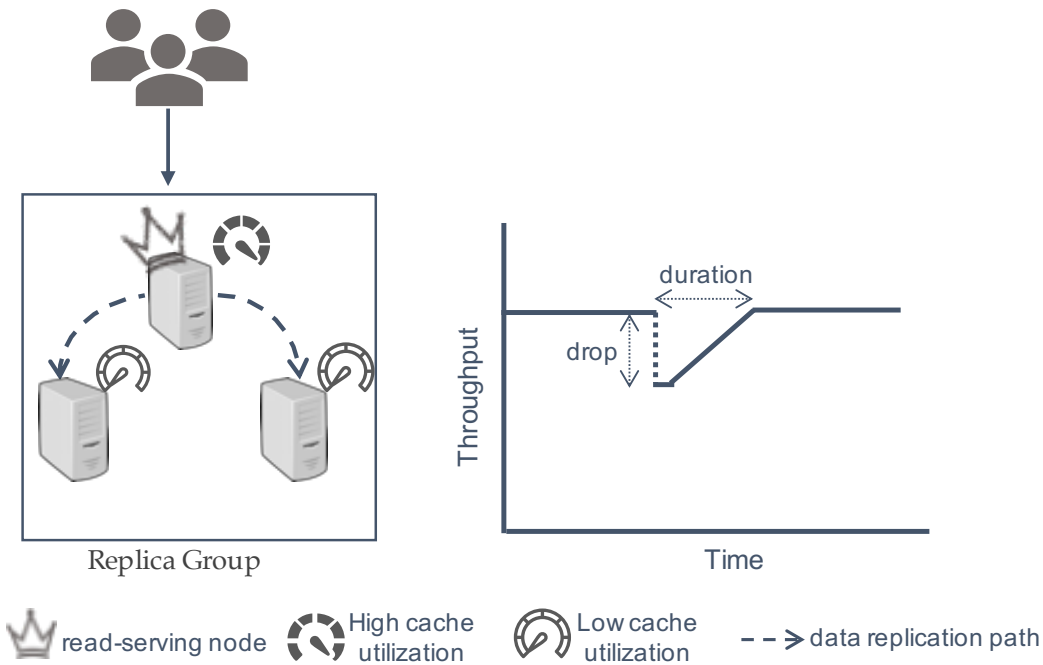 duration
drop
Throughput
Time
Replica Group
read-serving node
High cache
utilization
Low cache
utilization
data replication path